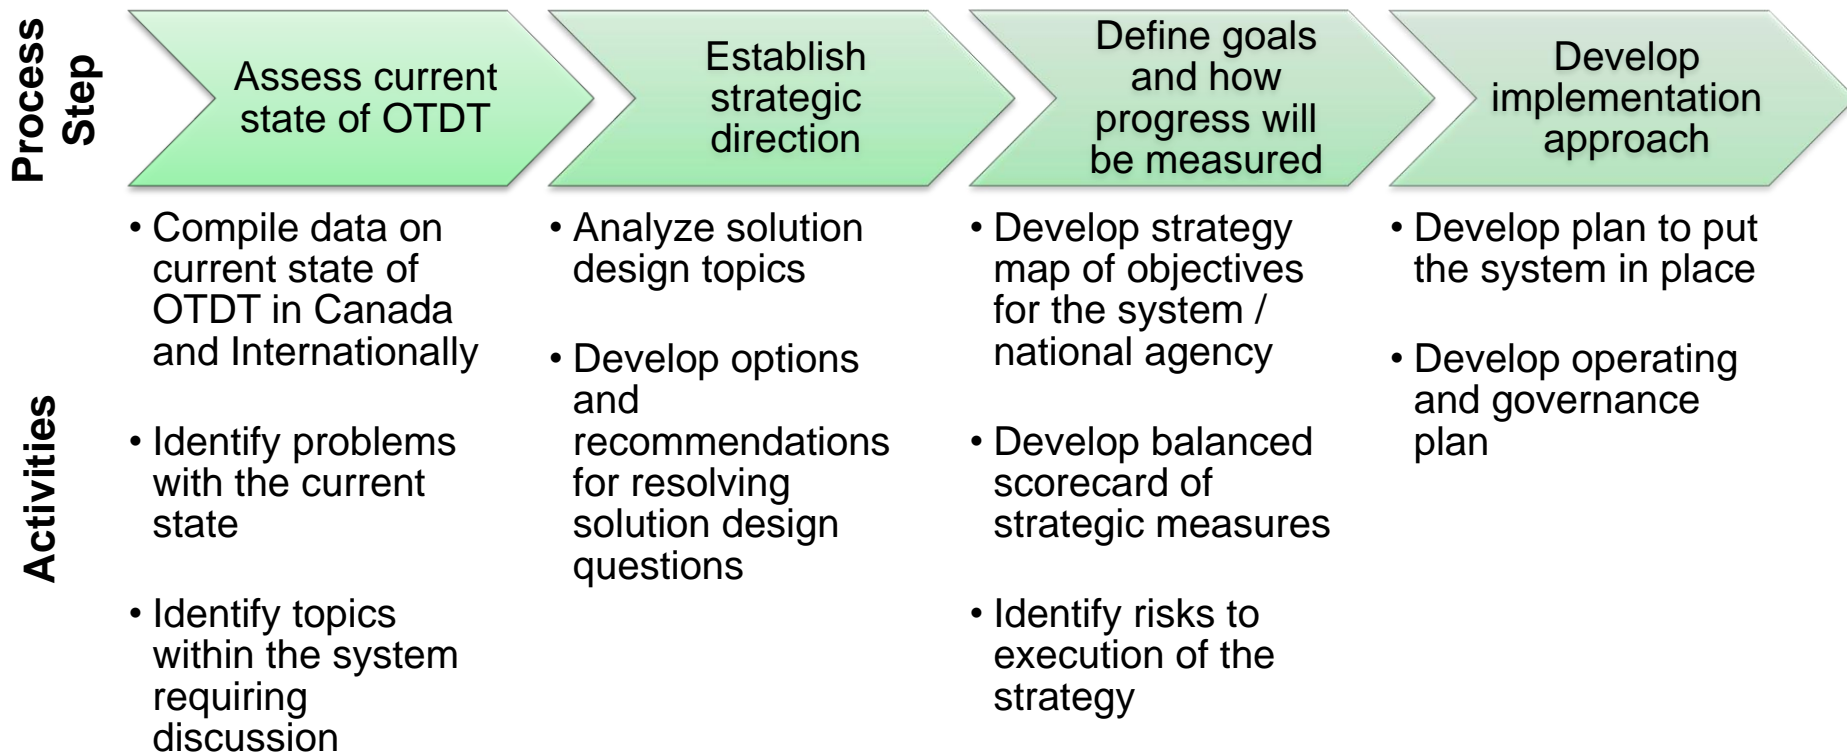 Process
Step
Assess current
state of OTDT
Establish
strategic
direction
Define goals
and how
progress will
be measured
Develop
implementation
approach
Activities
• Compile data on
current state of
OTDT in Canada
and Internationally
• Identify problems
with the current
state
• Identify topics
within the system
requiring
discussion
• Analyze solution
design topics
• Develop options
and
recommendations
for resolving
solution design
questions
• Develop strategy
map of objectives
for the system /
national agency
• Develop balanced
scorecard of
strategic measures
• Identify risks to
execution of the
strategy
• Develop plan to put
the system in place
• Develop operating
and governance
plan